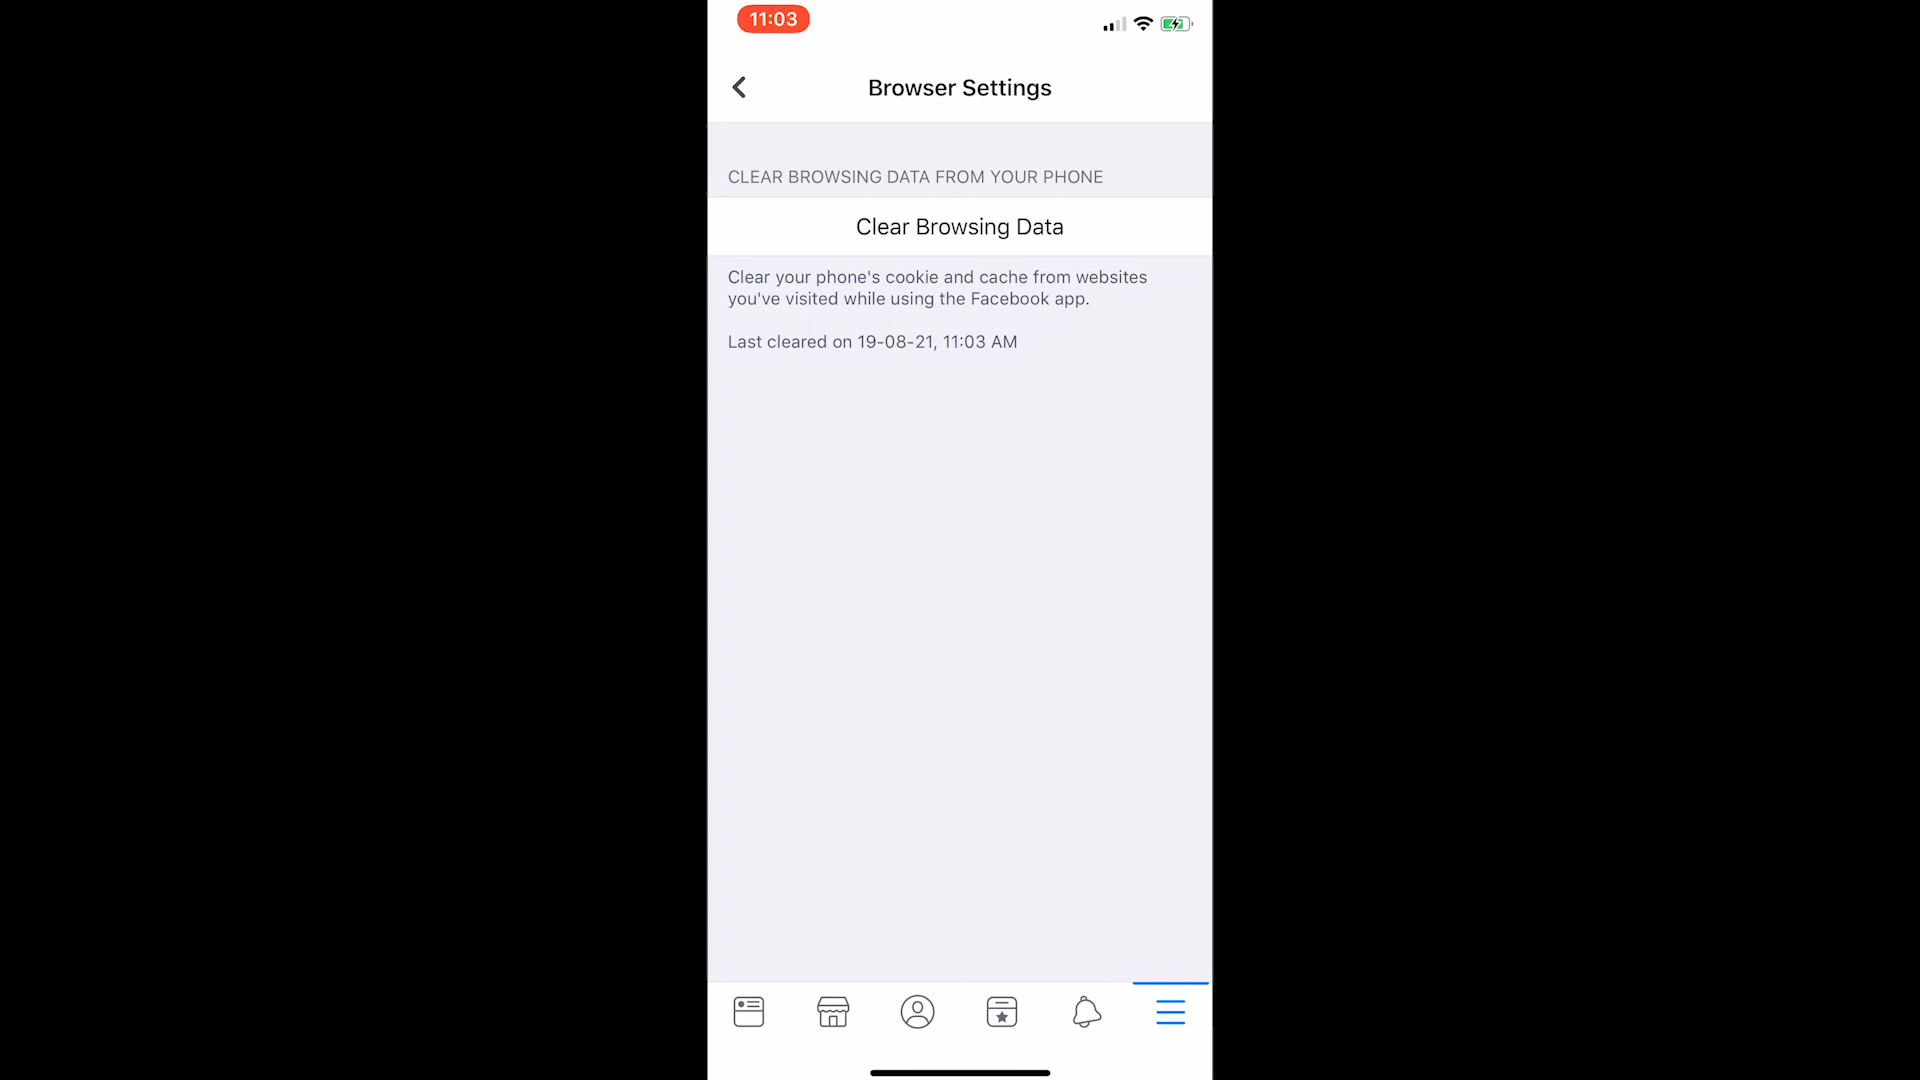 11:03
Browser Settings
CLEAR BROWSING DATA FROM YOUR PHONE
Clear Browsing Data
Clear your phone's cookie and cache from websites
you've visited while using the Facebook app.
Last cleared on 19-08-21, 11:03 AM